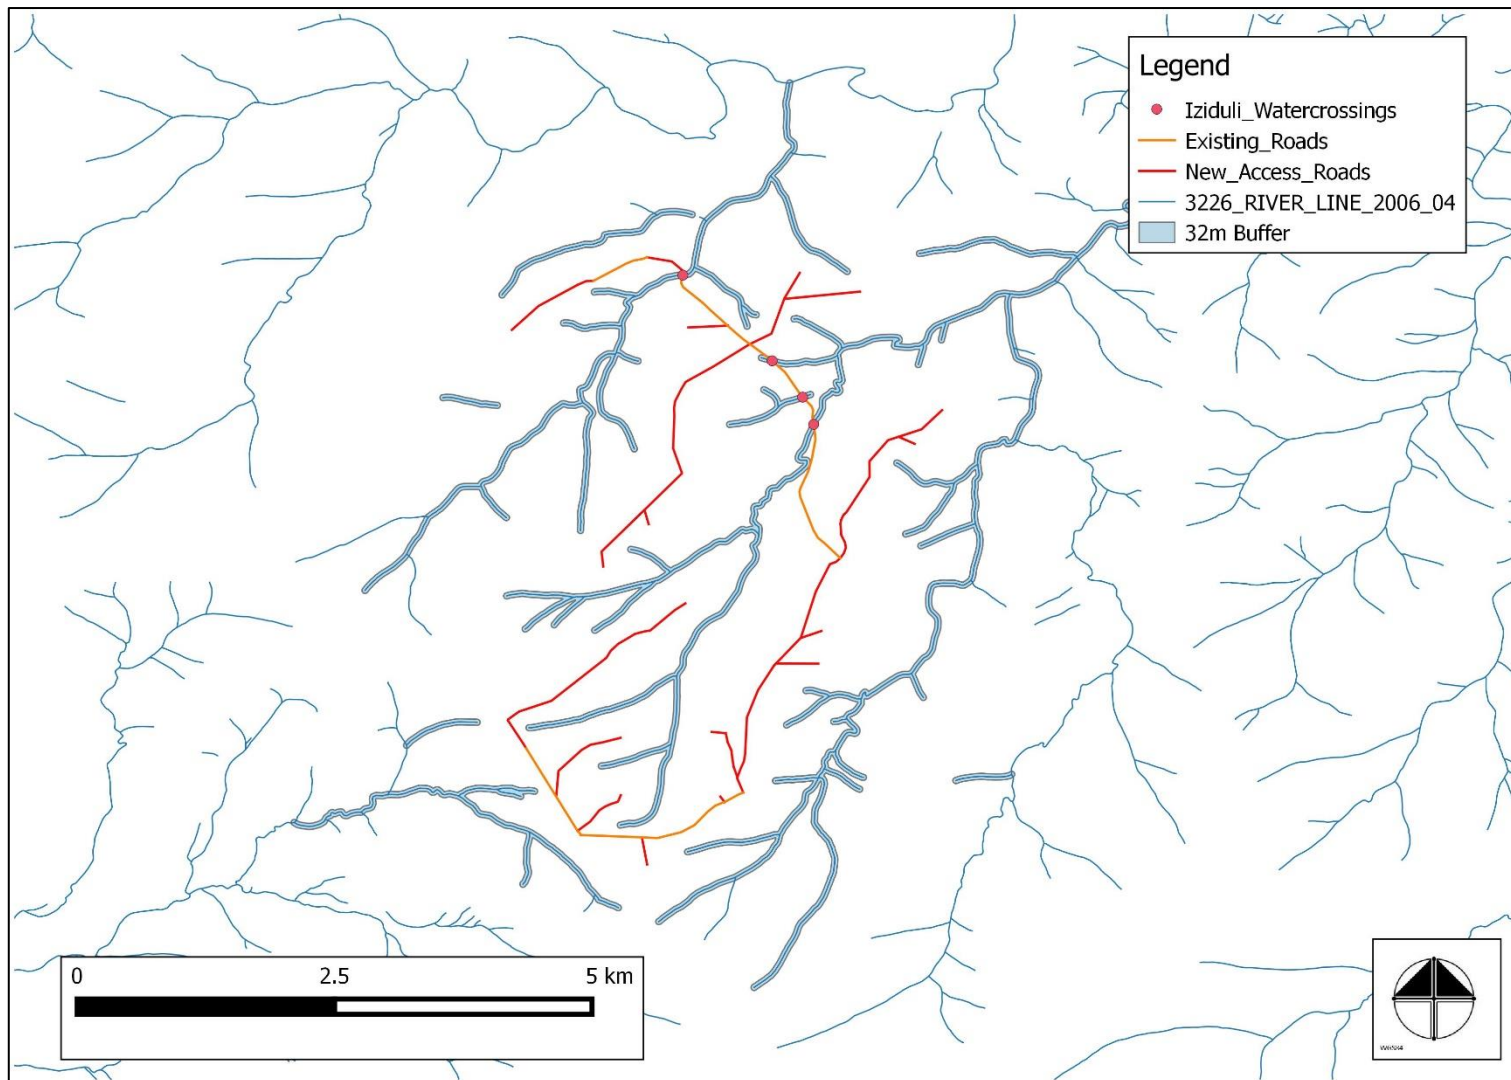 Legend
Iziduli_Watercrossings
Existing_Roads
New_Access_Roads
3226_RIVER_LINE_2006_04
32m Buffer
0 2.5 5 km